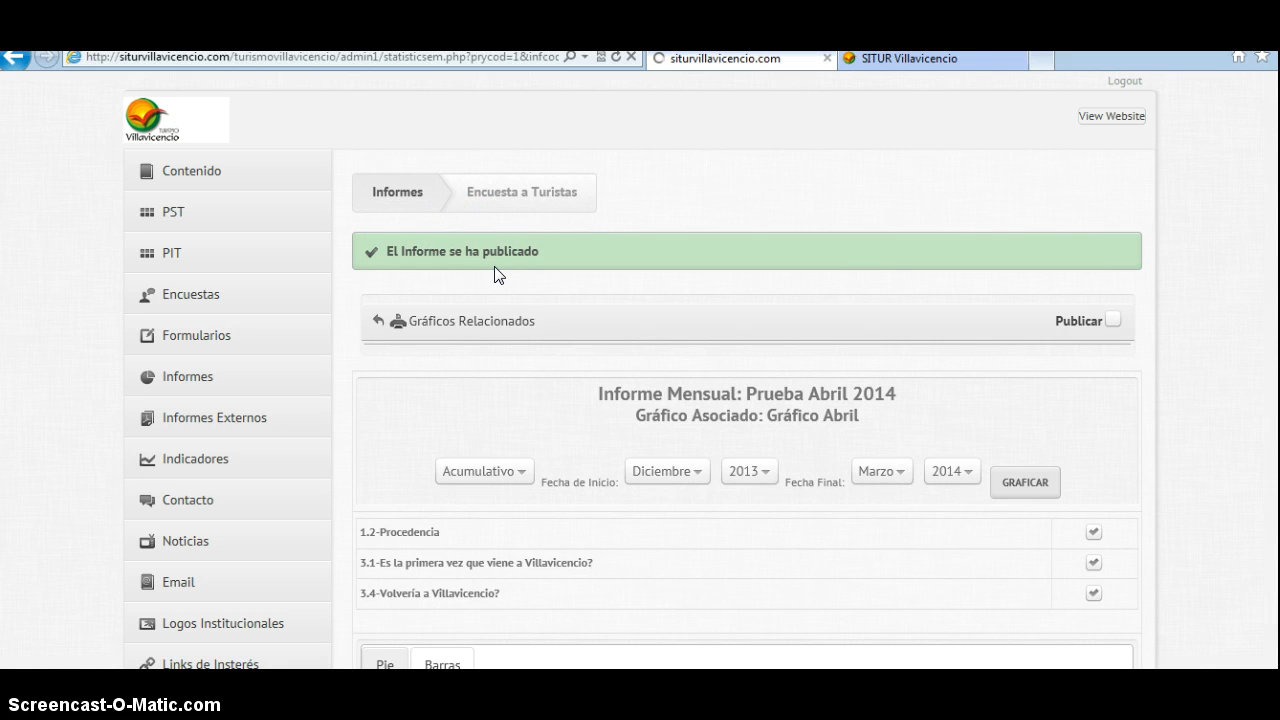 http://siturvillavicencio.com/turismovillavicencio/admin1/statisticsem.php?prycod=1&infcoc
siturvillavicencio.com
SITUR Villavicencio
Logout
TURISMO
Villavicencio
View Website
Contenido
PST
PIT
Encuestas
Formularios
Informes
Informes Externos
Indicadores
Contacto
Noticias
Email
Logos Institucionales
Links de Insterés
Informes
Encuesta a Turistas
El Informe se ha publicado
Gráficos Relacionados
Publicar
Informe Mensual: Prueba Abril 2014
Gráfico Asociado: Gráfico Abril
Acumulativo Fecha de Inicio: Diciembre 2013 Fecha Final: Marzo 2014 GRAFICAR
1.2-Procedencia
3.1-Es la primera vez que viene a Villavicencio?
3.4-Volvería a Villavicencio?
Pie
Barras
Screencast-O-Matic.com